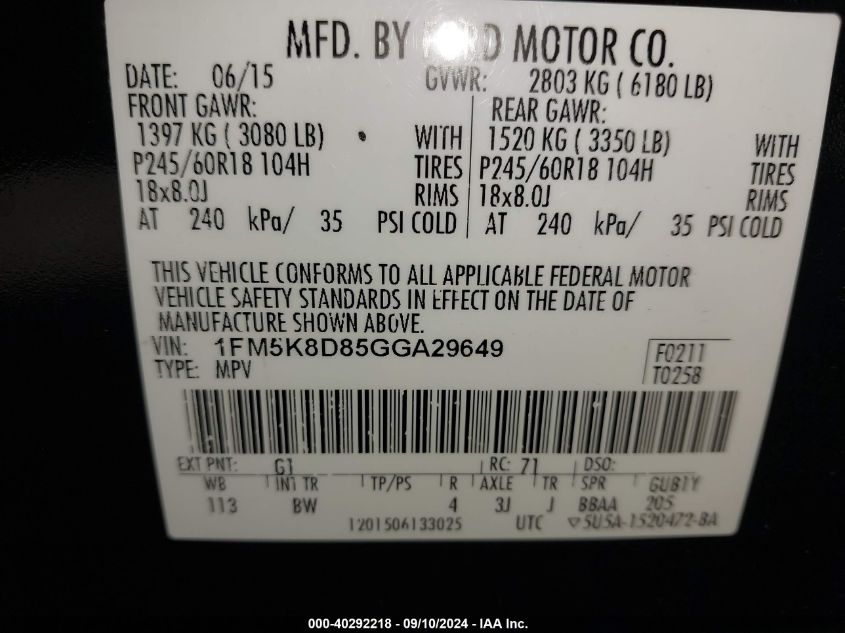 MFD. BY FORD MOTOR CO.
DATE: 06/15 GVWR: 2803 KG ( 6180 LB)
FRONT GAWR: REAR GAWR:
1397 KG ( 3080 LB) WITH 1520 KG ( 3350 LB) WITH
P245/60R18 104H TIRES P245/60R18 104H TIRES
18x8.0J RIMS 18x8.0J RIMS
AT 240 kPa/ 35 PSI COLD AT 240 kPa/ 35 PSI COLD
THIS VEHICLE CONFORMS TO ALL APPLICABLE FEDERAL MOTOR
VEHICLE SAFETY STANDARDS IN EFFECT ON THE DATE OF
MANUFACTURE SHOWN ABOVE.
VIN: 1FM5K8D85GGA29649 F0211
TYPE: MPV T0258
EXT PNT: G1 RC: 71 DSO:
WB INT TR TP/PS R AXLE TR SPR GUB1Y
113 BW 4 3J J BBAA 205
1201506133025 UTC 5USA-1520472-BA
000-40292218 - 09/10/2024 - IAA Inc.